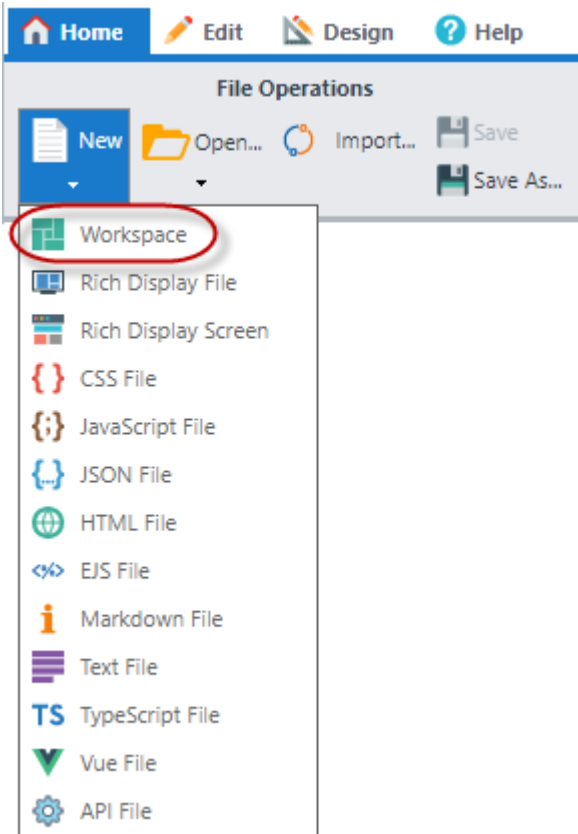 Home Edit Design ? Help
File Operations
New Open... Import... Save
Save As...
Workspace
Rich Display File
Rich Display Screen
{ } CSS File
{;} JavaScript File
{...} JSON File
HTML File
<%> EJS File
i Markdown File
Text File
TS TypeScript File
Vue File
API File